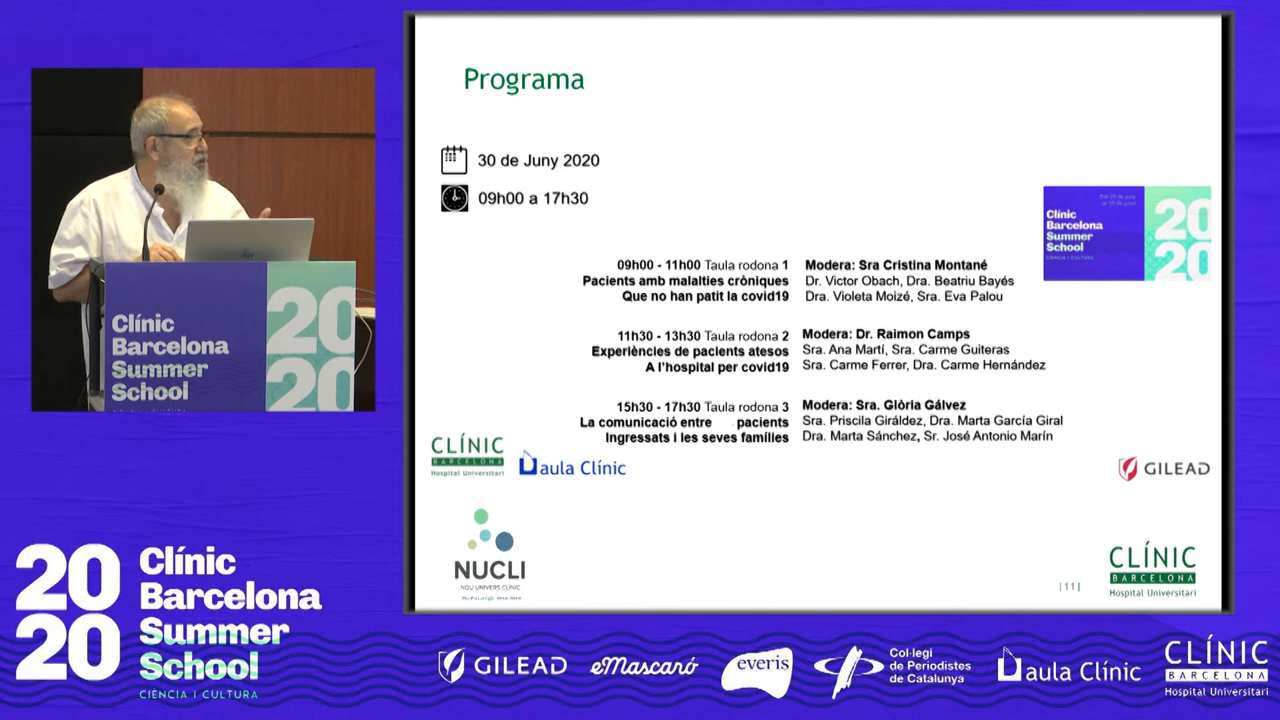 Programa
30 de Juny 2020
09h00 a 17h30
Clínic
Barcelona
Summer
School
CIÈNCIA I CULTURA
20
20
09h00 - 11h00 Taula rodona 1
Pacients amb malalties cròniques
Que no han patit la covid19
Modera: Sra Cristina Montané
Dr. Victor Obach, Dra. Beatriu Bayés
Dra. Violeta Moizé, Sra. Eva Palou
11h30 - 13h30 Taula rodona 2
Experiències de pacients atesos
A l'hospital per covid19
Modera: Dr. Raimon Camps
Sra. Ana Martí, Sra. Carme Guiteras
Sra. Carme Ferrer, Dra. Carme Hernández
15h30 - 17h30 Taula rodona 3
La comunicació entre pacients
Ingressats i les seves famílies
Modera: Sra. Glòria Gálvez
Sra. Priscila Giráldez, Dra. Marta García Giral
Dra. Marta Sánchez, Sr. José Antonio Marín
CLÍNIC
BARCELONA
Hospital Universitari
aula Clínic
GILEAD
NUCLI
NOU UNIVERS CLÍNIC
|11|
CLÍNIC
BARCELONA
Hospital Universitari
Clínic
Barcelona
Summer
School
20
20
20
20
Clínic
Barcelona
Summer
School
CIÈNCIA I CULTURA
GILEAD
eMascaró
everis
Col·legi
de Periodistes
de Catalunya
aula Clínic
CLÍNIC
BARCELONA
Hospital Universitari